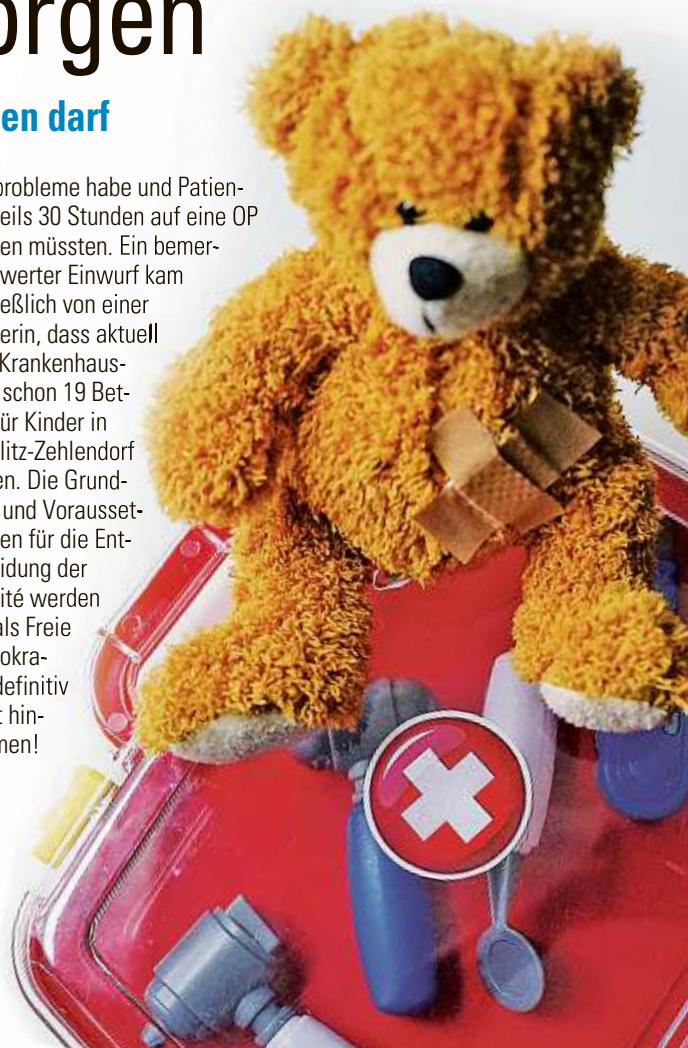 orgen
en darf
probleme habe und Patien-
eils 30 Stunden auf eine OP
en müssten. Ein bemer-
werter Einwurf kam
eßlich von einer
erin, dass aktuell
Krankenhaus-
schon 19 Bet-
ür Kinder in
litz-Zehlendorf
en. Die Grund-
und Vorausset-
en für die Ent-
idung der
ité werden
als Freie
okra-
definitiv
t hin-
men!